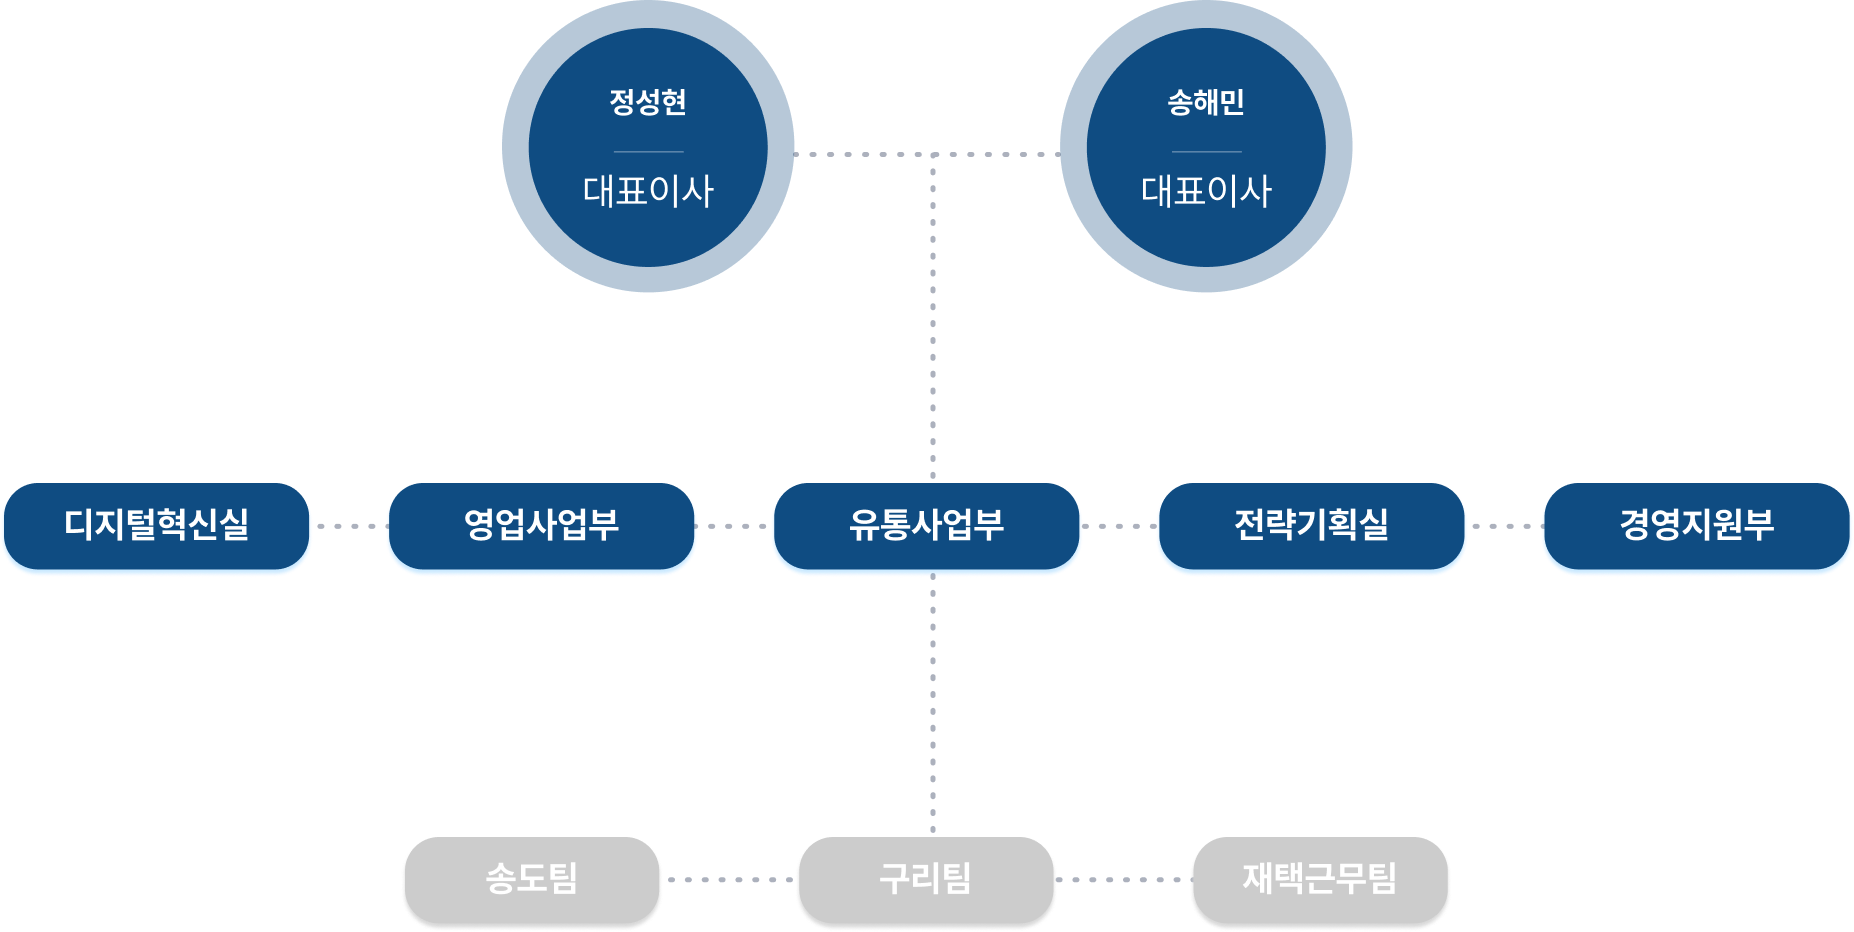 정성현
대표이사
송해민
대표이사
디지털혁신실
영업사업부
유통사업부
전략기획실
경영지원부
송도팀
구리팀
재택근무팀